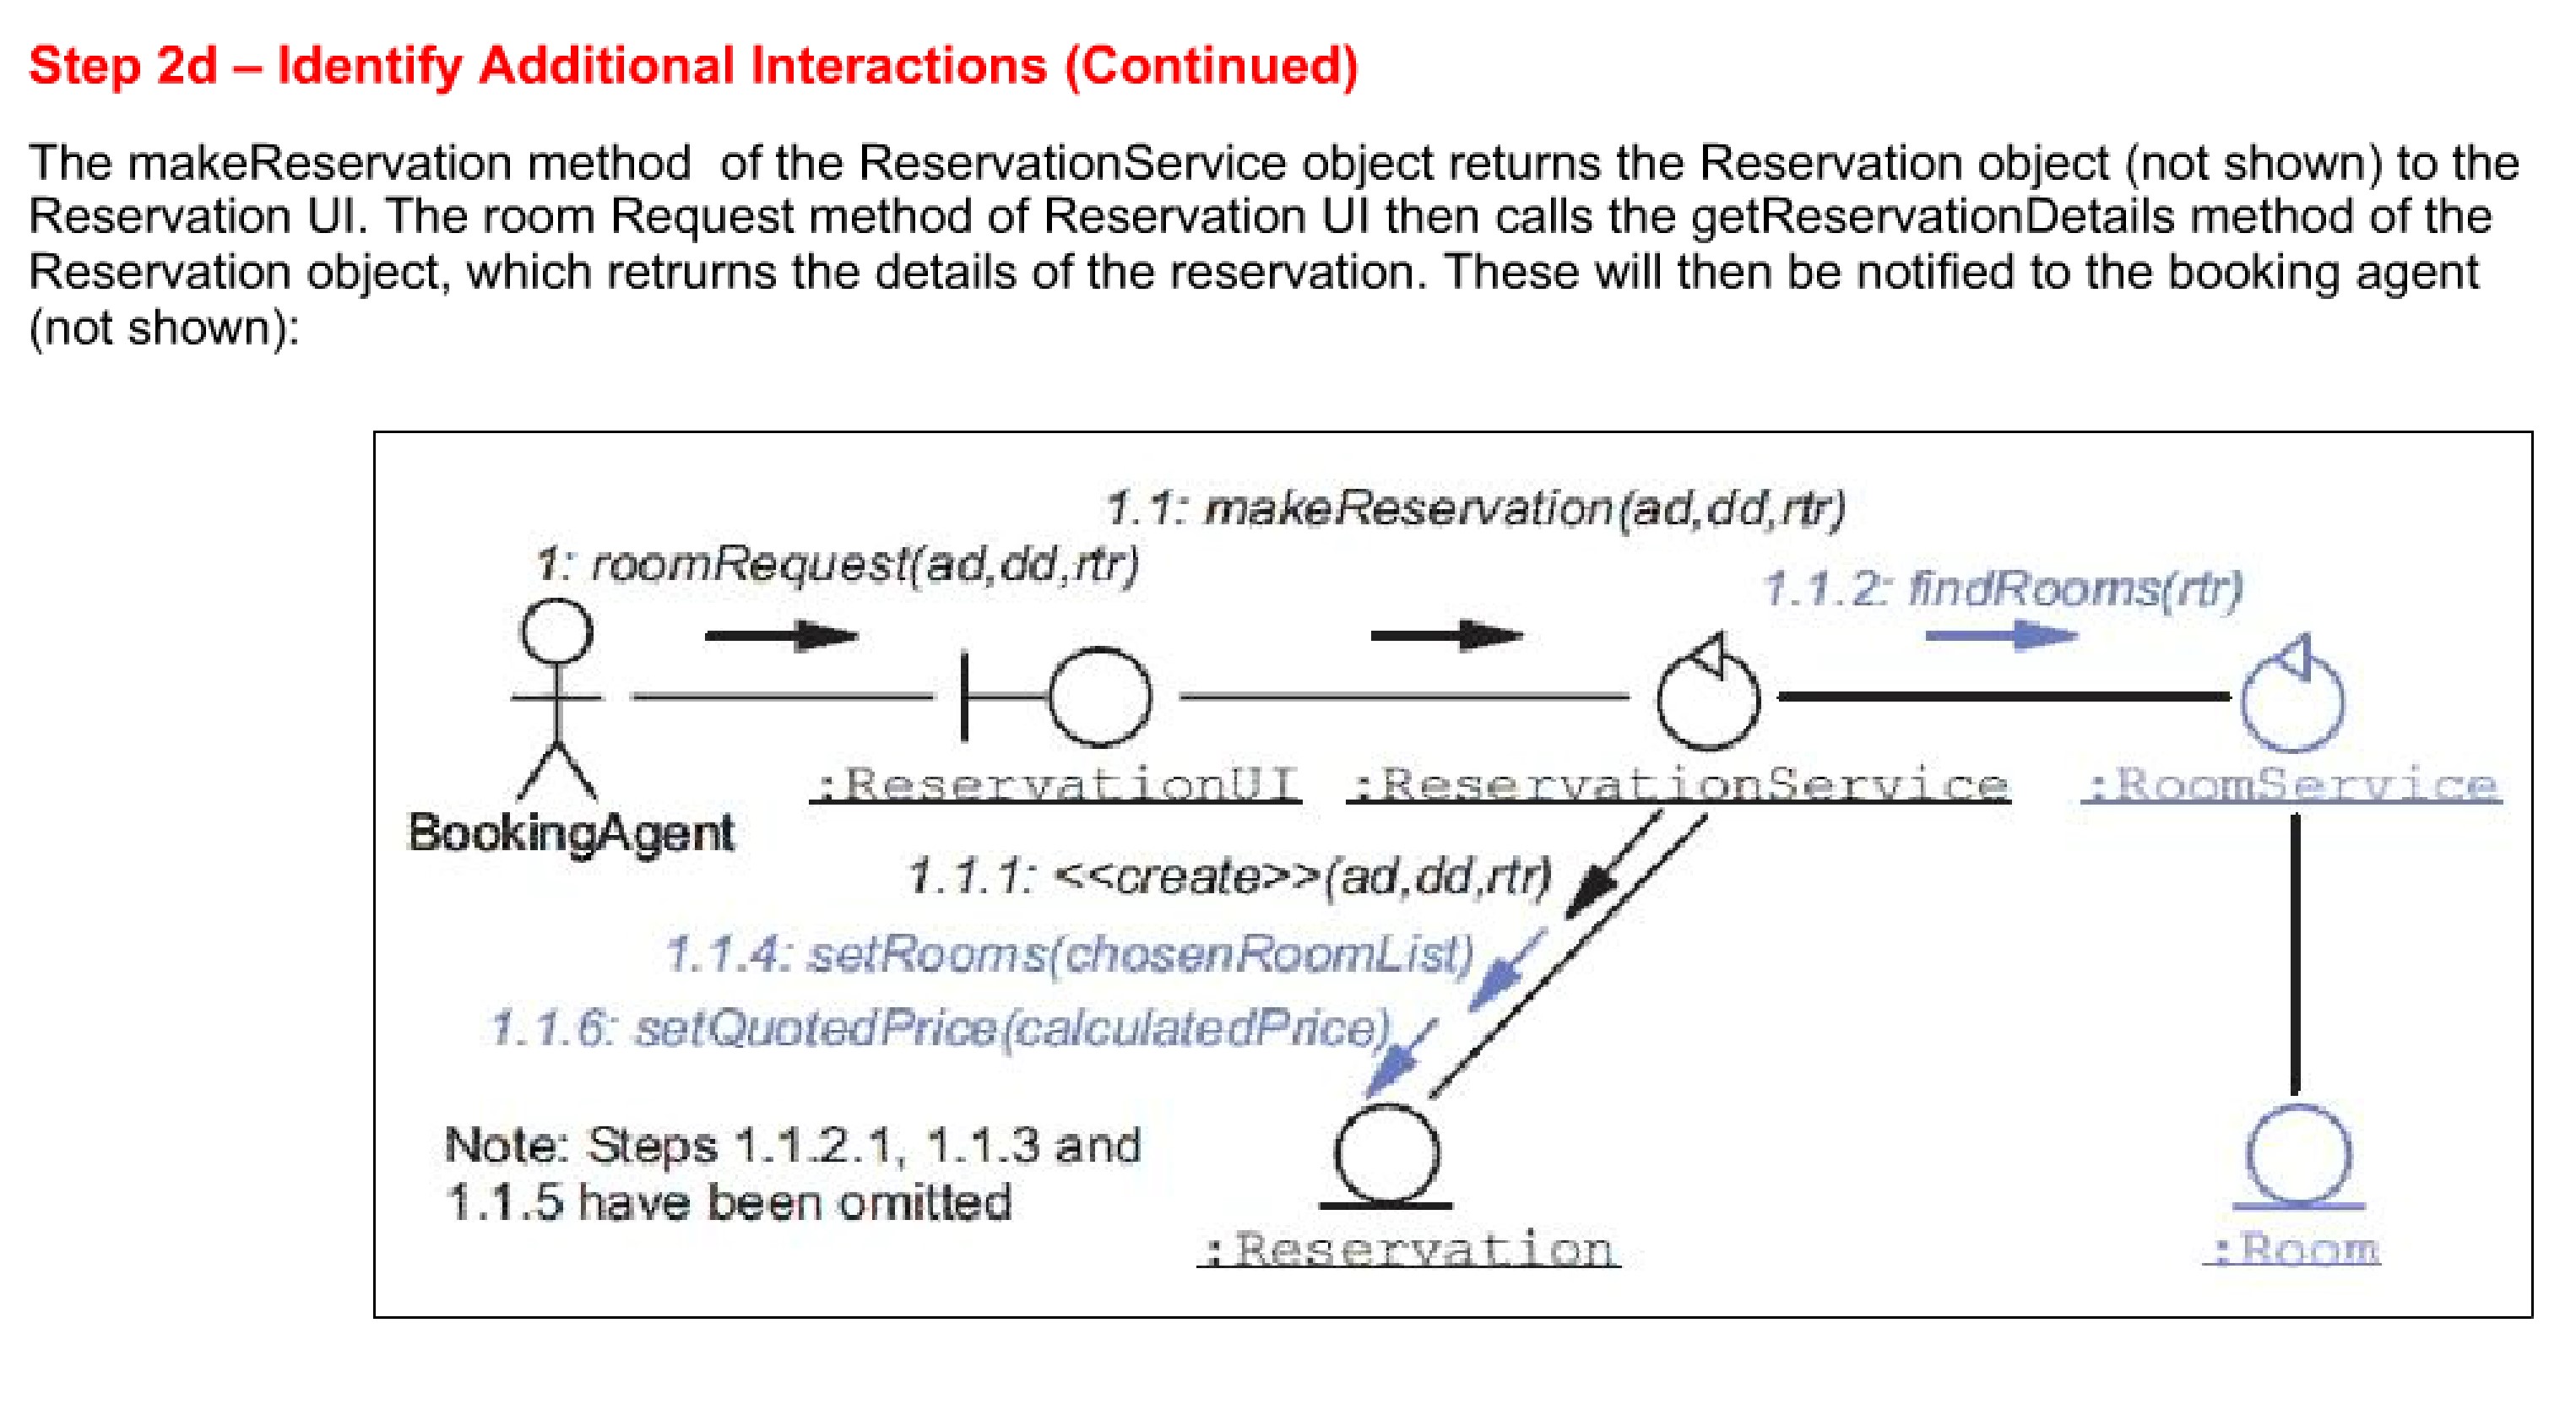 Step 2d – Identify Additional Interactions (Continued)
The makeReservation method  of the ReservationService object returns the Reservation object (not shown) to the
Reservation UI. The room Request method of Reservation UI then calls the getReservationDetails method of the
Reservation object, which retrurns the details of the reservation. These will then be notified to the booking agent
(not shown):
1.1: makeReservation(ad,dd,rtr)
1: roomRequest(ad,dd,rtr)
1.1.2: findRooms(rtr)
:ReservationUI
:ReservationService
:RoomService
BookingAgent
1.1.1: <<create>>(ad,dd,rtr)
1.1.4: setRooms(chosenRoomList)
1.1.6: setQuotedPrice(calculatedPrice)
Note: Steps 1.1.2.1, 1.1.3 and
1.1.5 have been omitted
:Reservation
:Room